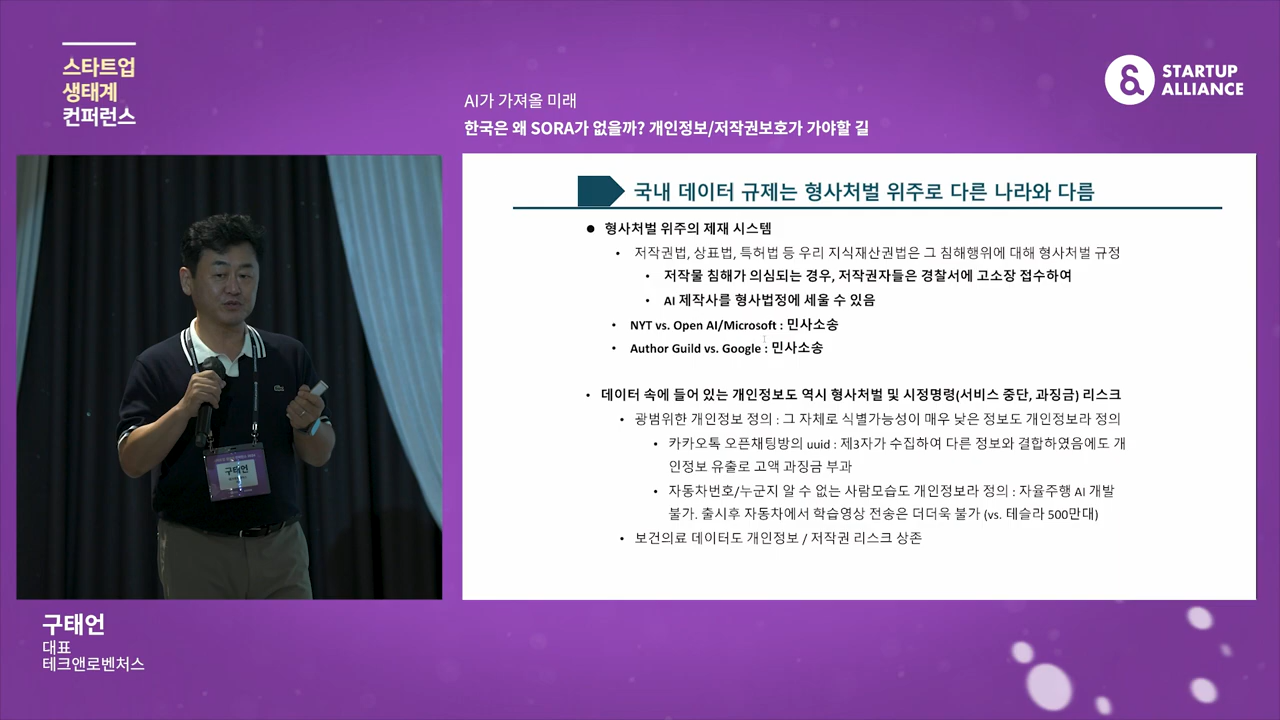 스타트업
생태계
컨퍼런스
STARTUP
ALLIANCE
AI가 가져올 미래
한국은 왜 SORA가 없을까? 개인정보/저작권보호가 가야할 길
국내 데이터 규제는 형사처벌 위주로 다른 나라와 다름
● 형사처벌 위주의 제재 시스템
• 저작권법, 상표법, 특허법 등 우리 지식재산권법은 그 침해행위에 대해 형사처벌 규정
• 저작물 침해가 의심되는 경우, 저작권자들은 경찰서에 고소장 접수하여
• AI 제작사를 형사법정에 세울 수 있음
• NYT vs. Open AI/Microsoft : 민사소송
• Author Guild vs. Google : 민사소송
• 데이터 속에 들어 있는 개인정보도 역시 형사처벌 및 시정명령(서비스 중단, 과징금) 리스크
• 광범위한 개인정보 정의 : 그 자체로 식별가능성이 매우 낮은 정보도 개인정보라 정의
• 카카오톡 오픈채팅방의 uuid : 제3자가 수집하여 다른 정보와 결합하였음에도 개
인정보 유출로 고액 과징금 부과
• 자동차번호/누군지 알 수 없는 사람모습도 개인정보라 정의 : 자율주행 AI 개발
불가. 출시후 자동차에서 학습영상 전송은 더더욱 불가 (vs. 테슬라 500만대)
• 보건의료 데이터도 개인정보 / 저작권 리스크 상존
구태언
구태언
대표
테크앤로벤처스